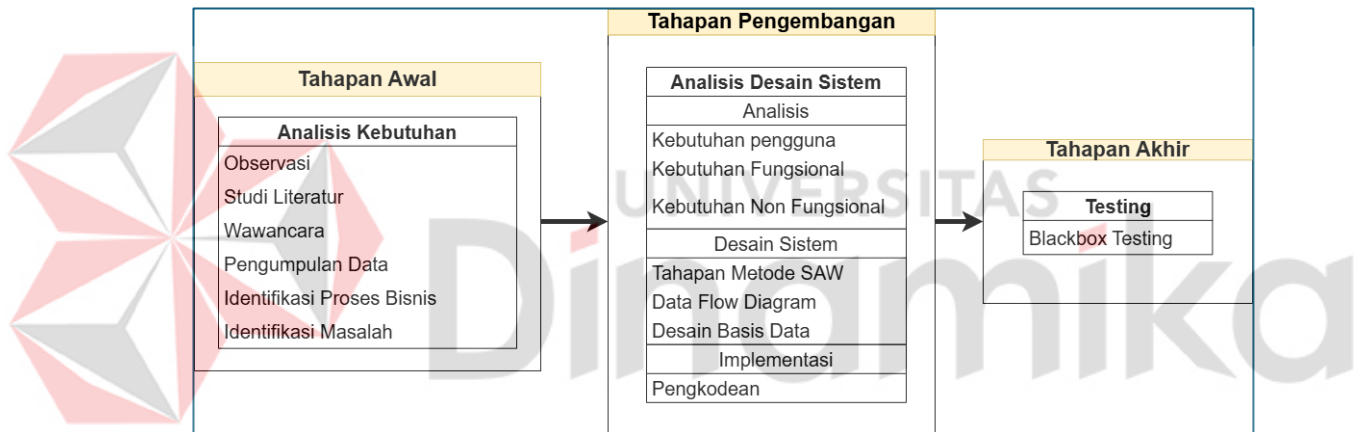 Tahapan Awal
Analisis Kebutuhan
Observasi
Studi Literatur
Wawancara
Pengumpulan Data
Identifikasi Proses Bisnis
Identifikasi Masalah
Tahapan Pengembangan
Analisis Desain Sistem
Analisis
Kebutuhan pengguna
Kebutuhan Fungsional
Kebutuhan Non Fungsional
Desain Sistem
Tahapan Metode SAW
Data Flow Diagram
Desain Basis Data
Implementasi
Pengkodean
Tahapan Akhir
Testing
Blackbox Testing
UNIVERSITAS
Dinamika